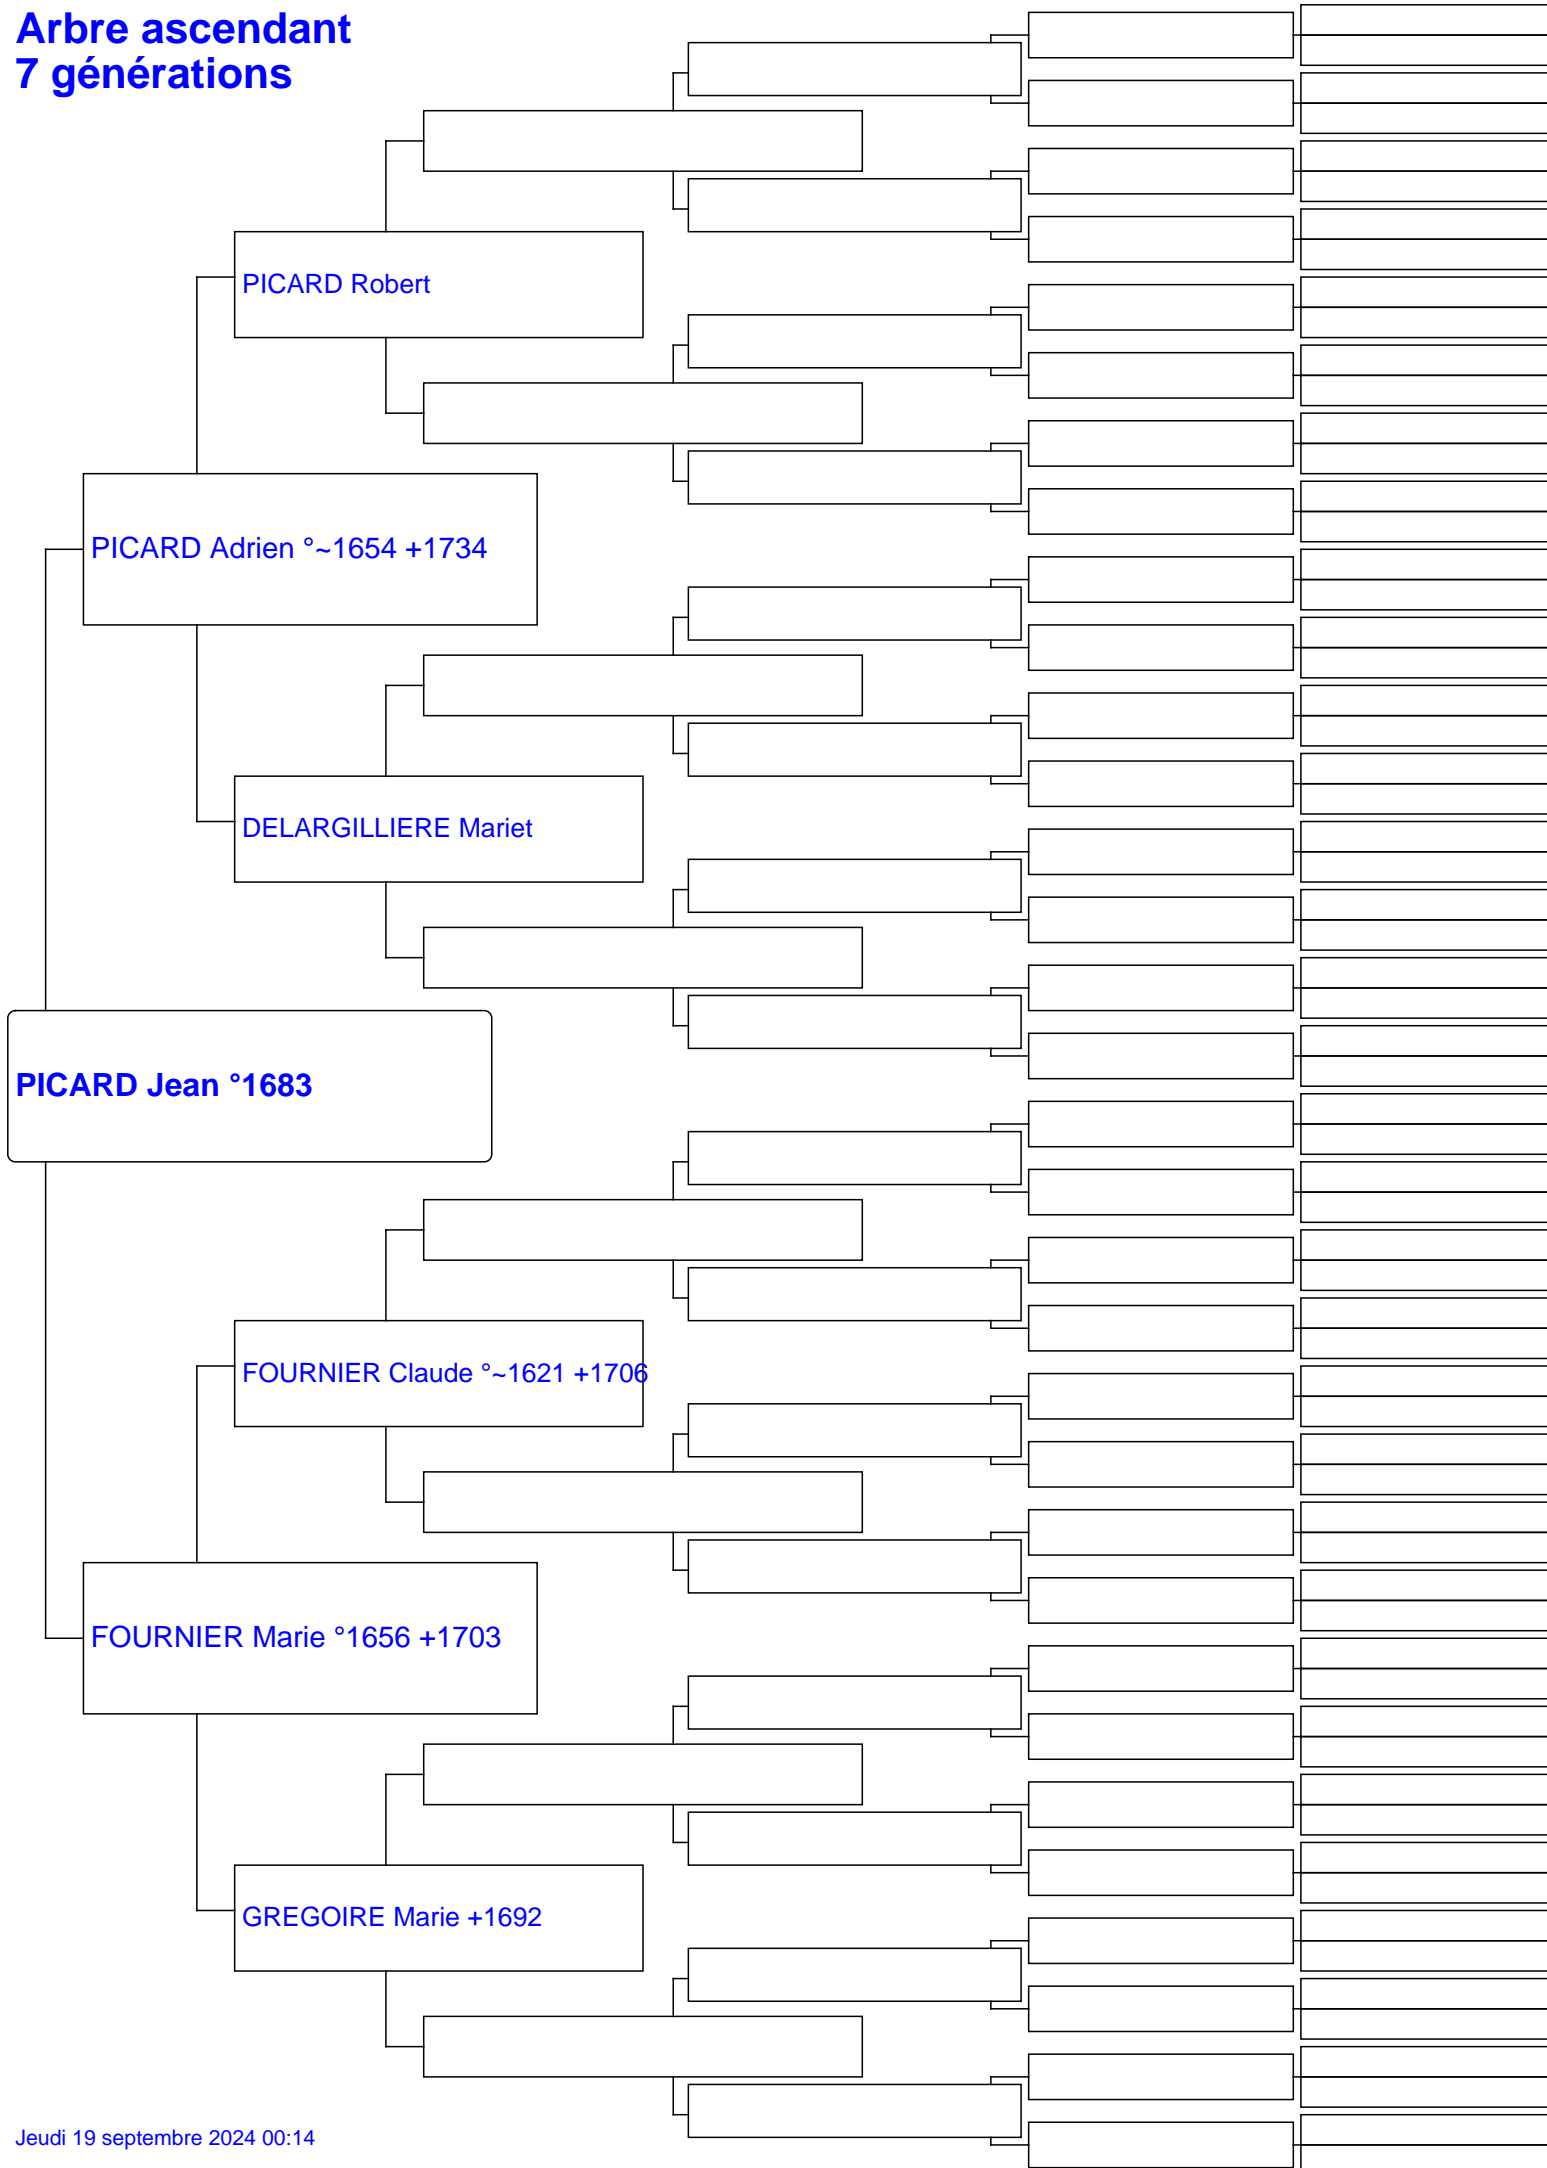 Arbre ascendant
7 générations
PICARD Robert
PICARD Adrien °~1654 +1734
DELARGILLIERE Mariet
PICARD Jean °1683
FOURNIER Claude °~1621 +1706
FOURNIER Marie °1656 +1703
GREGOIRE Marie +1692
Jeudi 19 septembre 2024 00:14